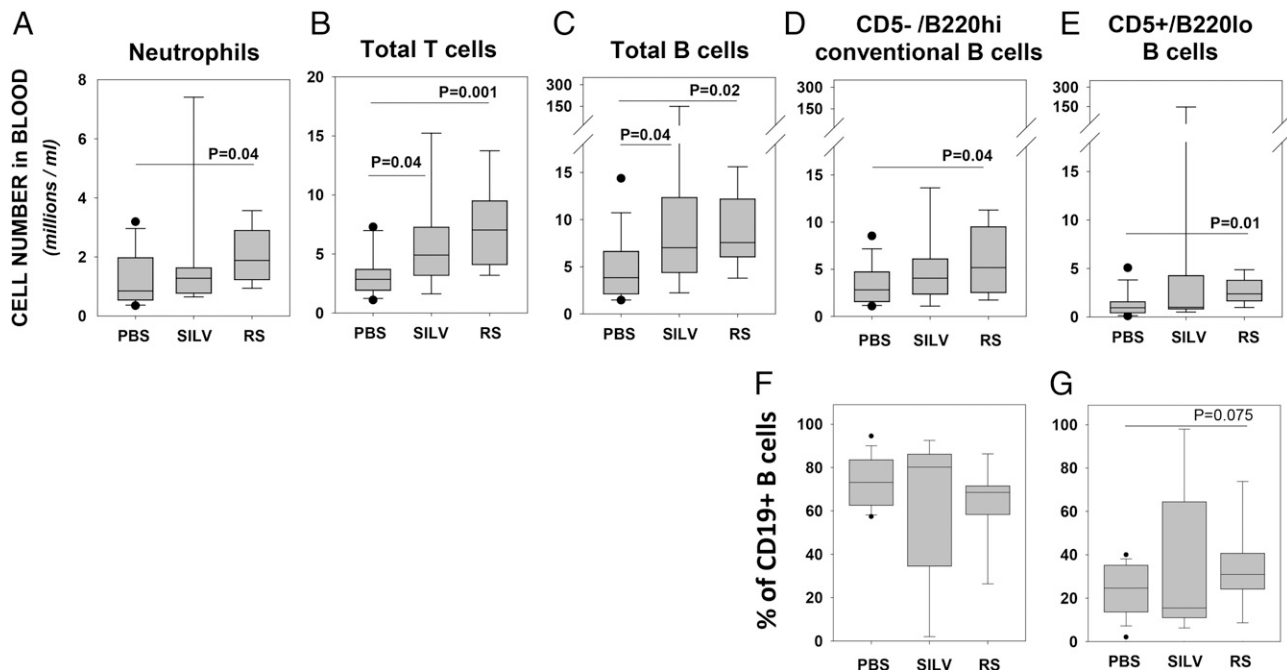 A
Neutrophils
CELL NUMBER in BLOOD
(millions / ml)
8
6
4
2
0
P=0.04
PBS SILV RS
B
Total T cells
20
15
10
5
0
P=0.001
P=0.04
PBS SILV RS
C
Total B cells
300
150
15
10
5
0
P=0.02
P=0.04
PBS SILV RS
D
CD5- /B220hi
conventional B cells
300
150
15
10
5
0
P=0.04
PBS SILV RS
E
CD5+/B220lo
B cells
300
150
15
10
5
0
P=0.01
PBS SILV RS
F
% of CD19+ B cells
100
80
60
40
20
0
PBS SILV RS
G
100
80
60
40
20
0
P=0.075
PBS SILV RS